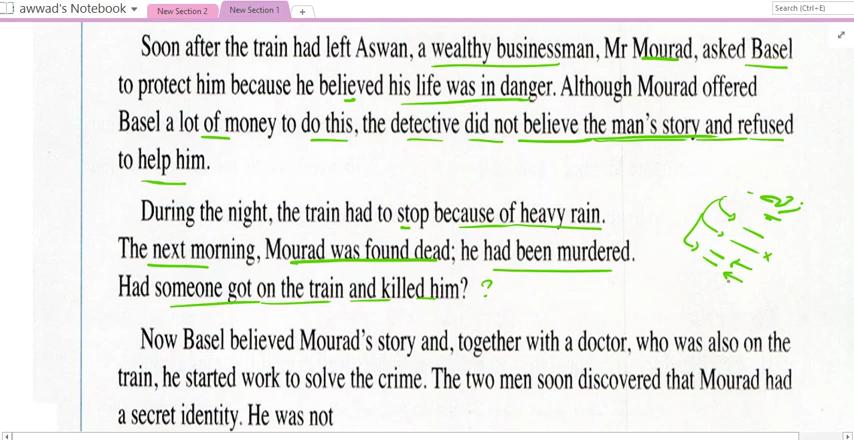 awwad's Notebook
New Section 2
New Section 1
+
Search (Ctrl+E)
Soon after the train had left Aswan, a wealthy businessman, Mr Mourad, asked Basel
to protect him because he believed his life was in danger. Although Mourad offered
Basel a lot of money to do this, the detective did not believe the man's story and refused
to help him.
During the night, the train had to stop because of heavy rain.
The next morning, Mourad was found dead; he had been murdered.
Had someone got on the train and killed him? ?
Now Basel believed Mourad's story and, together with a doctor, who was also on the
train, he started work to solve the crime. The two men soon discovered that Mourad had
a secret identity. He was not